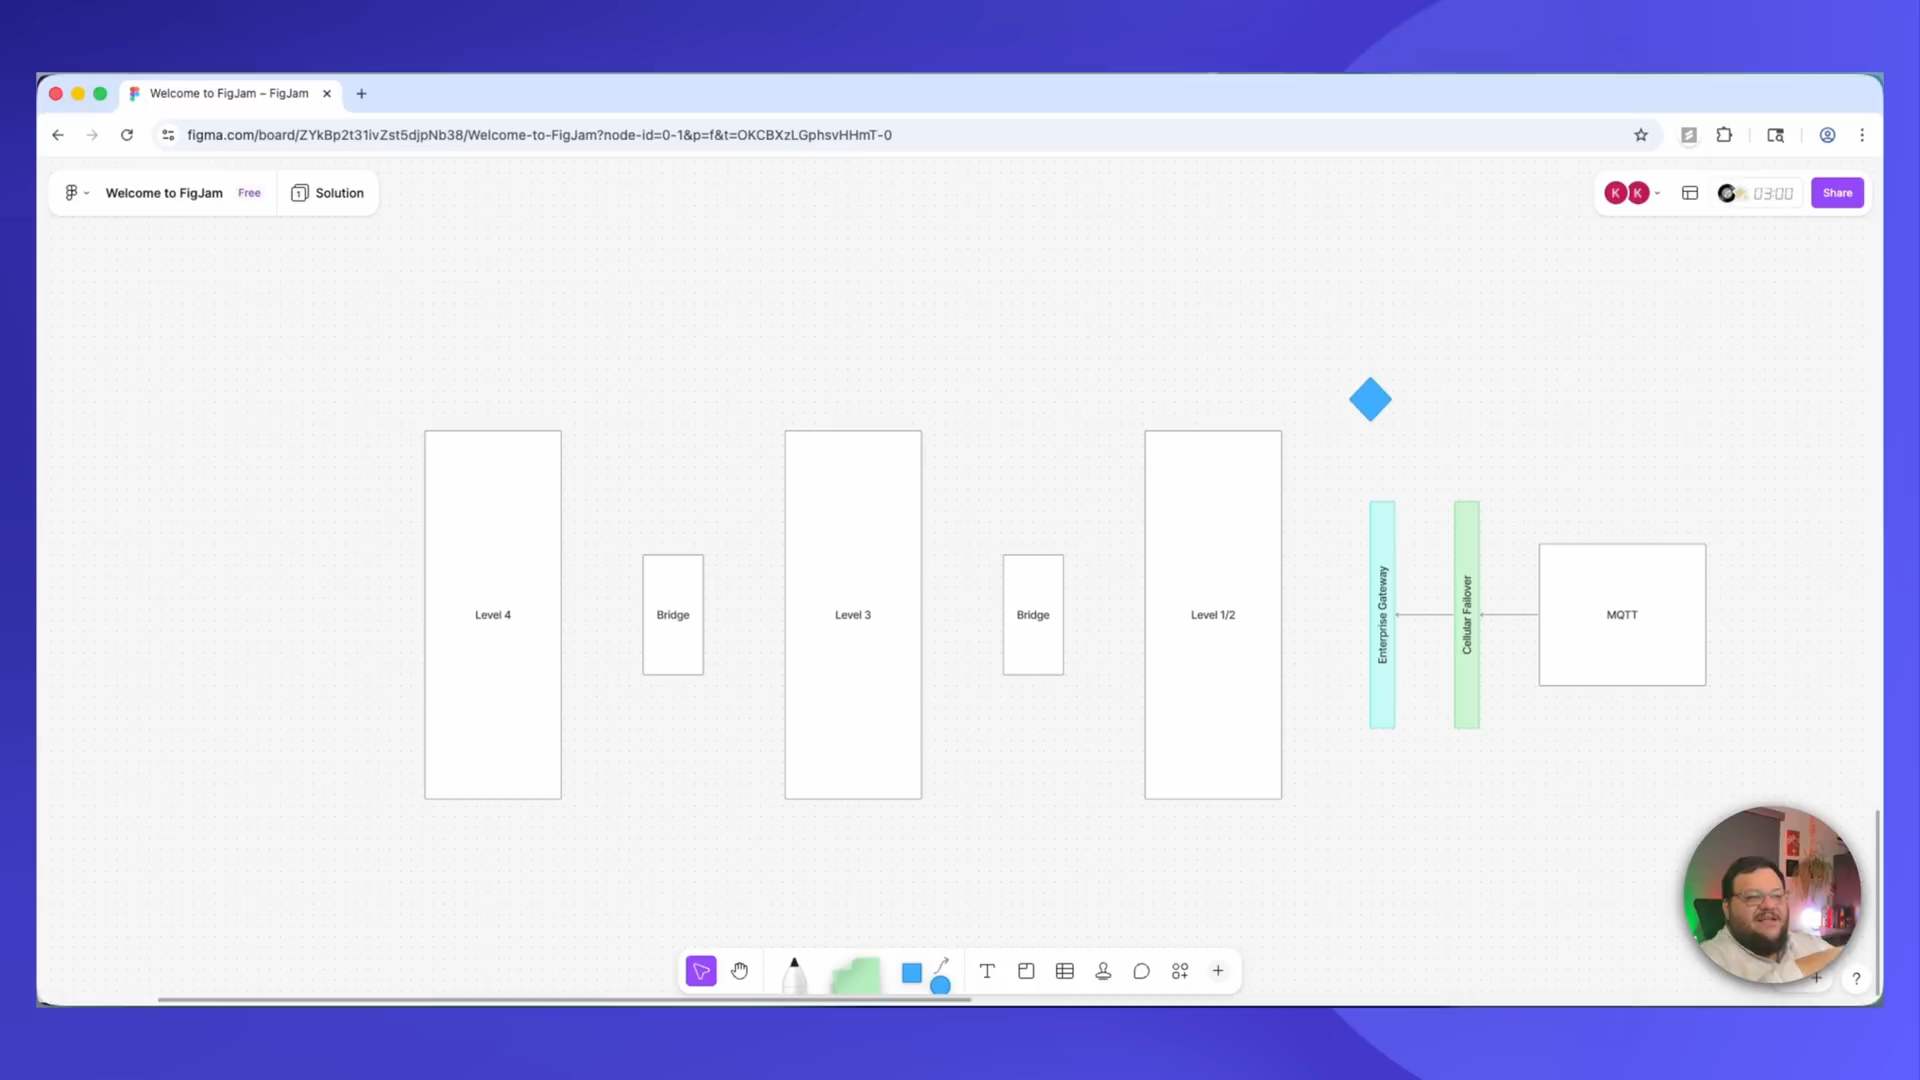 Welcome to FigJam – FigJam
figma.com/board/ZYkBp2t31ivZst5djpNb38/Welcome-to-FigJam?node-id=0-1&p=f&t=OKCBXzLGphsvHHmT-0
Welcome to FigJam Free 1 Solution
K K 03:00 Share
Level 4
Bridge
Level 3
Bridge
Level 1/2
Enterprise Gateway
Cellular Failover
MQTT
T
?